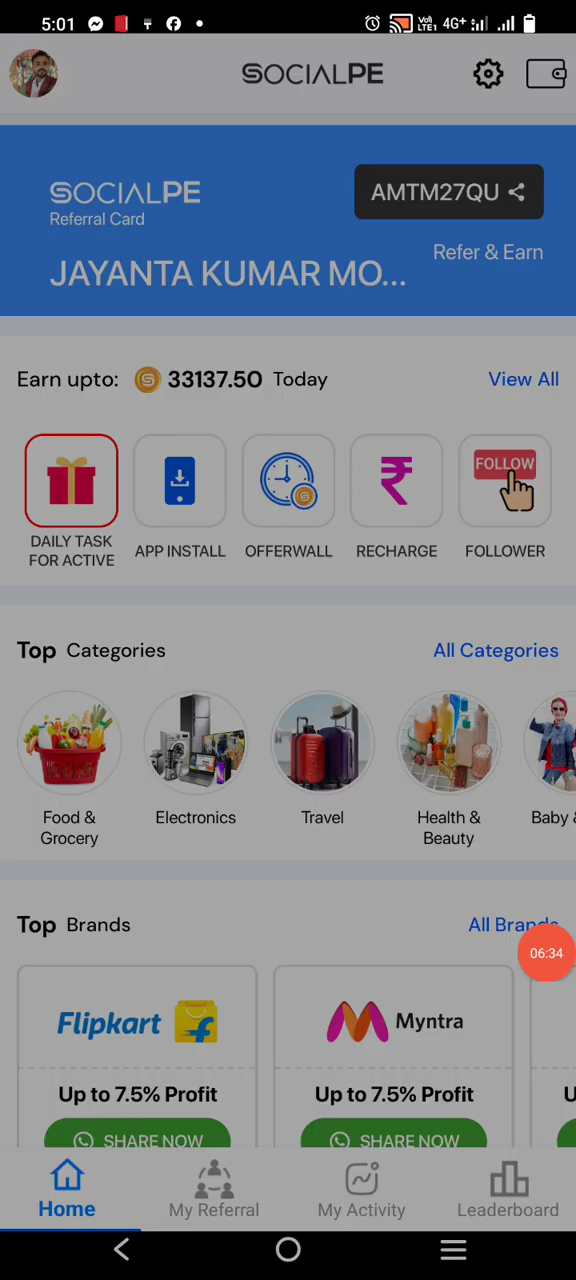 5:01
Vo)) LTE1 4G+
SOCIALPE
SOCIALPE
Referral Card
AMTM27QU
Refer & Earn
JAYANTA KUMAR MO...
Earn upto: S 33137.50 Today View All
FOLLOW
DAILY TASK FOR ACTIVE
APP INSTALL
OFFERWALL
RECHARGE
FOLLOWER
Top Categories All Categories
Food & Grocery
Electronics
Travel
Health & Beauty
Baby &
Top Brands All Brands
06:34
Flipkart
Myntra
Up to 7.5% Profit
Up to 7.5% Profit
U
SHARE NOW
SHARE NOW
Home
My Referral
My Activity
Leaderboard